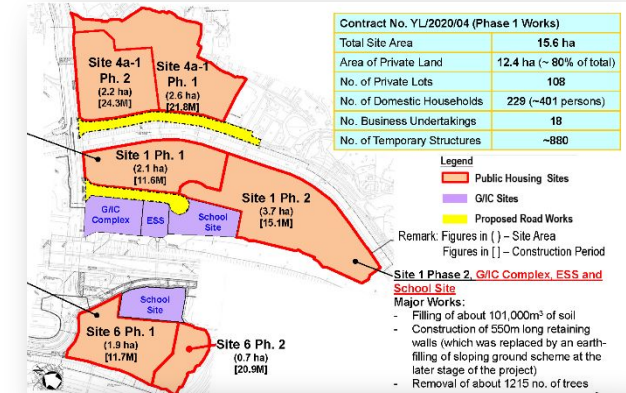 Contract No. YL/2020/04 (Phase 1 Works)
Total Site Area 15.6 ha
Area of Private Land 12.4 ha (~ 80% of total)
No. of Private Lots 108
No. of Domestic Households 229 (~401 persons)
No. Business Undertakings 18
No. of Temporary Structures ~880
Legend
Public Housing Sites
G/IC Sites
Proposed Road Works
Remark: Figures in ( ) – Site Area
Figures in [ ] – Construction Period
Site 4a-1
Ph. 2
(2.2 ha)
[24.3M]
Site 4a-1
Ph. 1
(2.6 ha)
[21.8M]
Site 1 Ph. 1
(2.1 ha)
[11.6M]
Site 1 Ph. 2
(3.7 ha)
[15.1M]
G/IC
Complex
ESS
School
Site
School
Site
Site 6 Ph. 1
(1.9 ha)
[11.7M]
Site 6 Ph. 2
(0.7 ha)
[20.9M]
Site 1 Phase 2, G/IC Complex, ESS and
School Site
Major Works:
- Filling of about 101,000m³ of soil
- Construction of 550m long retaining
walls (which was replaced by an earth-
filling of sloping ground scheme at the
later stage of the project)
- Removal of about 1215 no. of trees